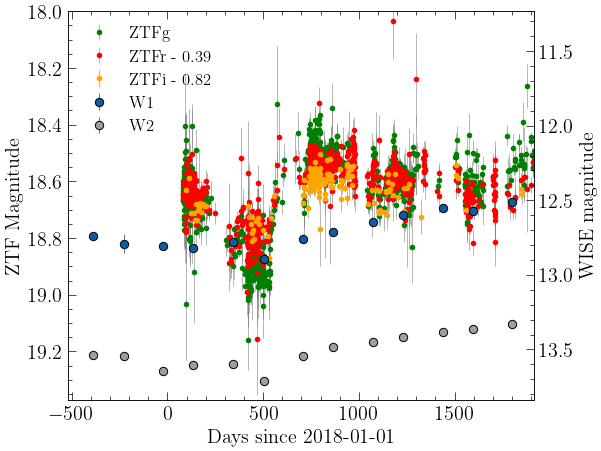 18.0
18.2
18.4
18.6
18.8
19.0
19.2
ZTF Magnitude
ZTFg
ZTFr - 0.39
ZTFi - 0.82
W1
W2
11.5
12.0
12.5
13.0
13.5
WISE magnitude
−500
0
500
1000
1500
Days since 2018-01-01